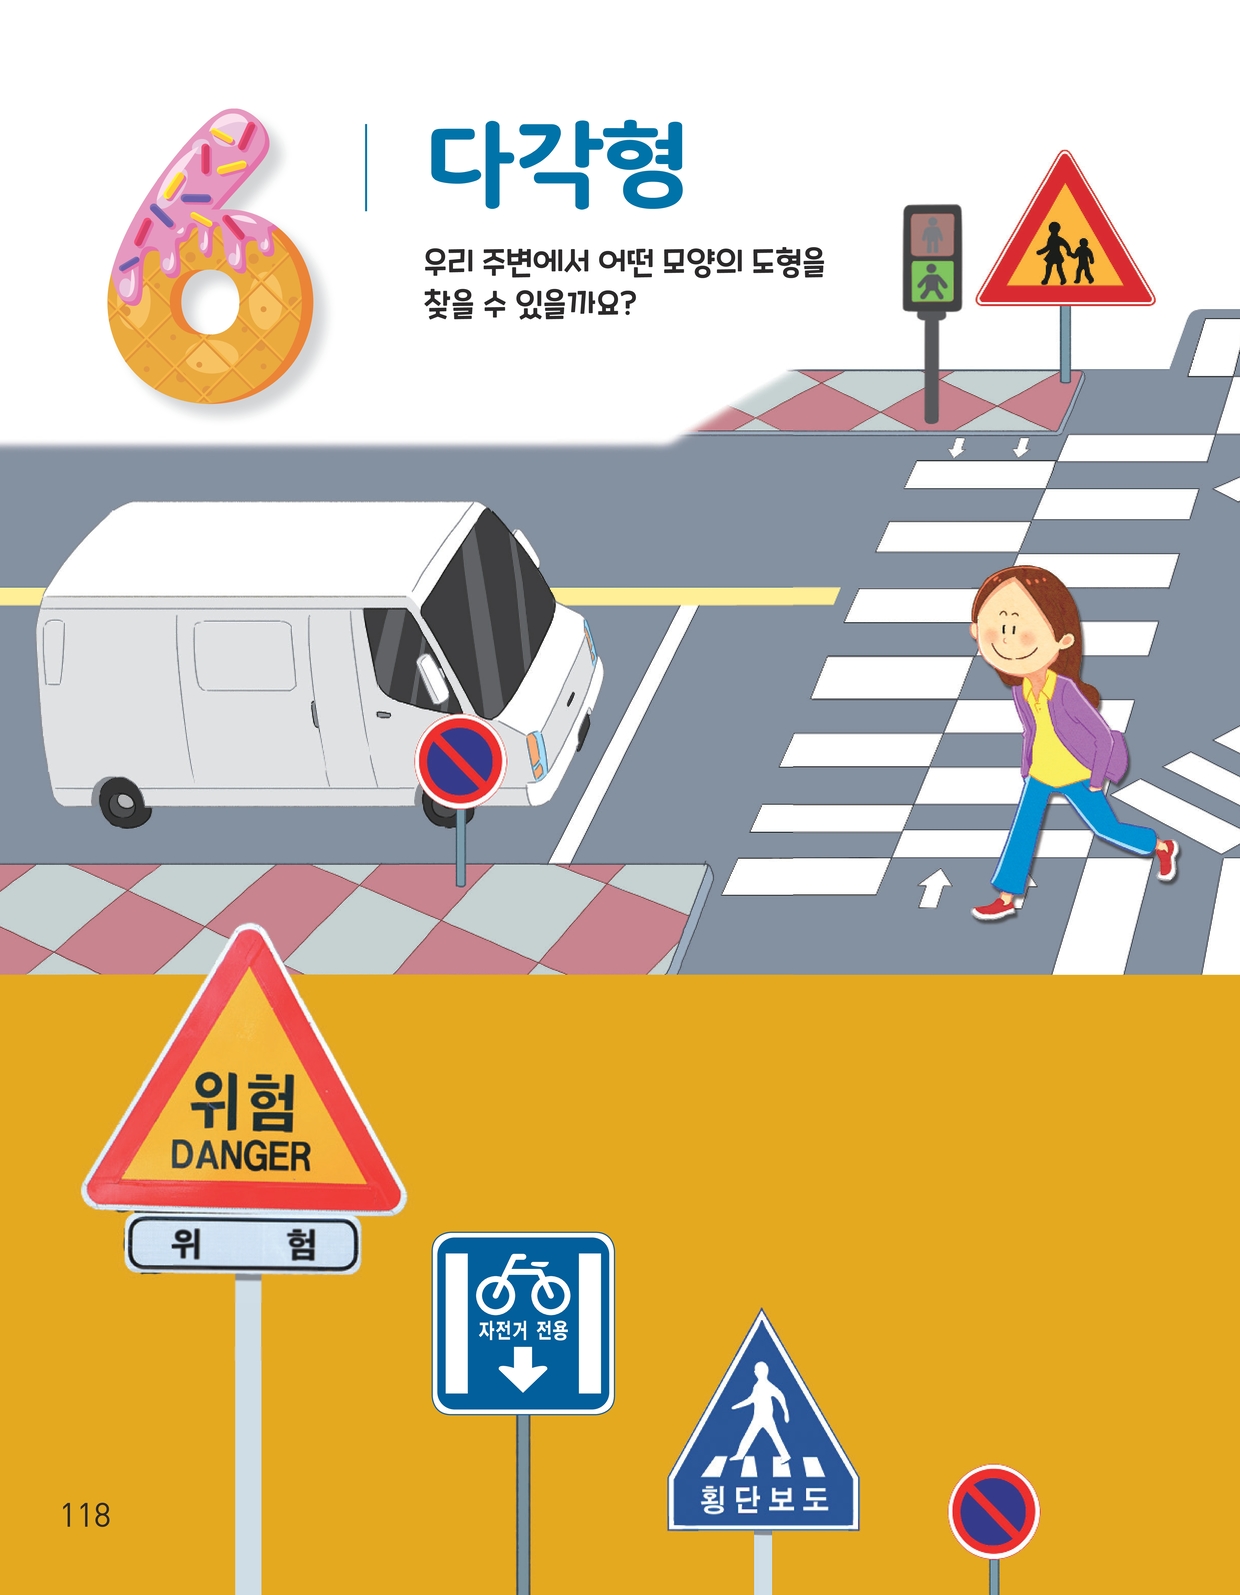 6
다각형
우리 주변에서 어떤 모양의 도형을
찾을 수 있을까요?
위험
DANGER
위 험
자전거 전용
횡단보도
118